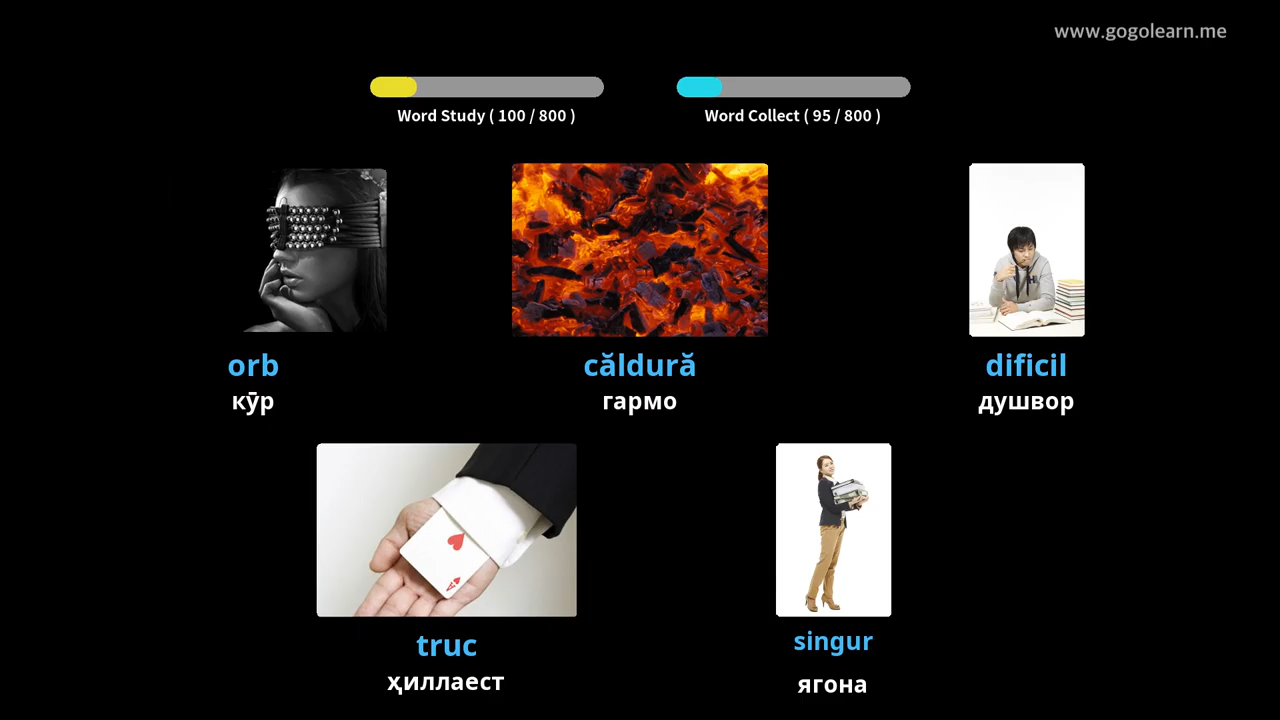 www.gogolearn.me
Word Study ( 100 / 800 )
Word Collect ( 95 / 800 )
orb
кӯр
căldură
гармо
dificil
душвор
truc
ҳиллаест
singur
ягона